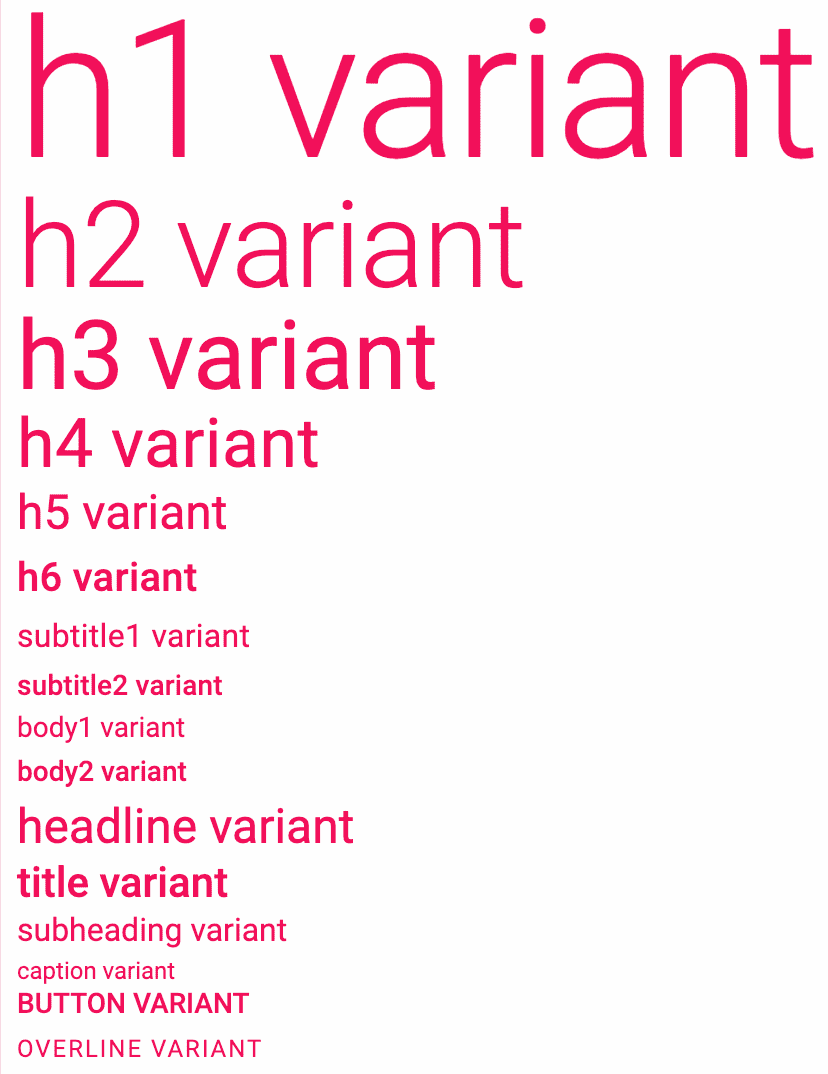 h1 variant
h2 variant
h3 variant
h4 variant
h5 variant
h6 variant
subtitle1 variant
subtitle2 variant
body1 variant
body2 variant
headline variant
title variant
subheading variant
caption variant
BUTTON VARIANT
OVERLINE VARIANT